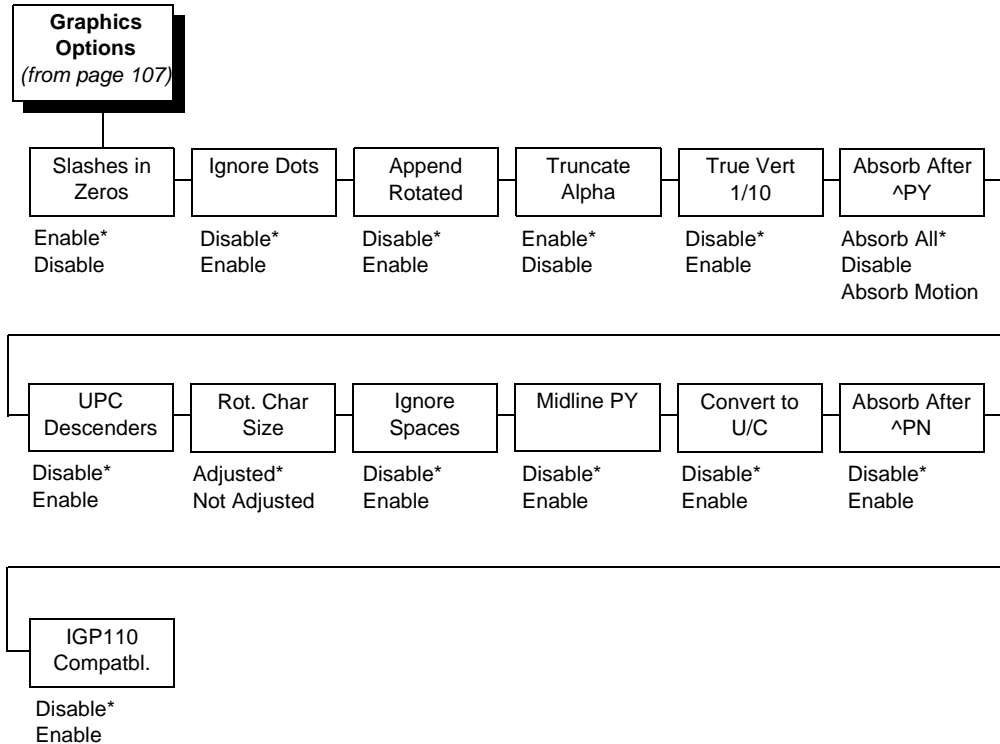 Graphics
Options
(from page 107)
Slashes in
Zeros
Enable*
Disable
Ignore Dots
Disable*
Enable
Append
Rotated
Disable*
Enable
Truncate
Alpha
Enable*
Disable
True Vert
1/10
Disable*
Enable
Absorb After
^PY
Absorb All*
Disable
Absorb Motion
UPC
Descenders
Disable*
Enable
Rot. Char
Size
Adjusted*
Not Adjusted
Ignore
Spaces
Disable*
Enable
Midline PY
Disable*
Enable
Convert to
U/C
Disable*
Enable
Absorb After
^PN
Disable*
Enable
IGP110
Compatbl.
Disable*
Enable